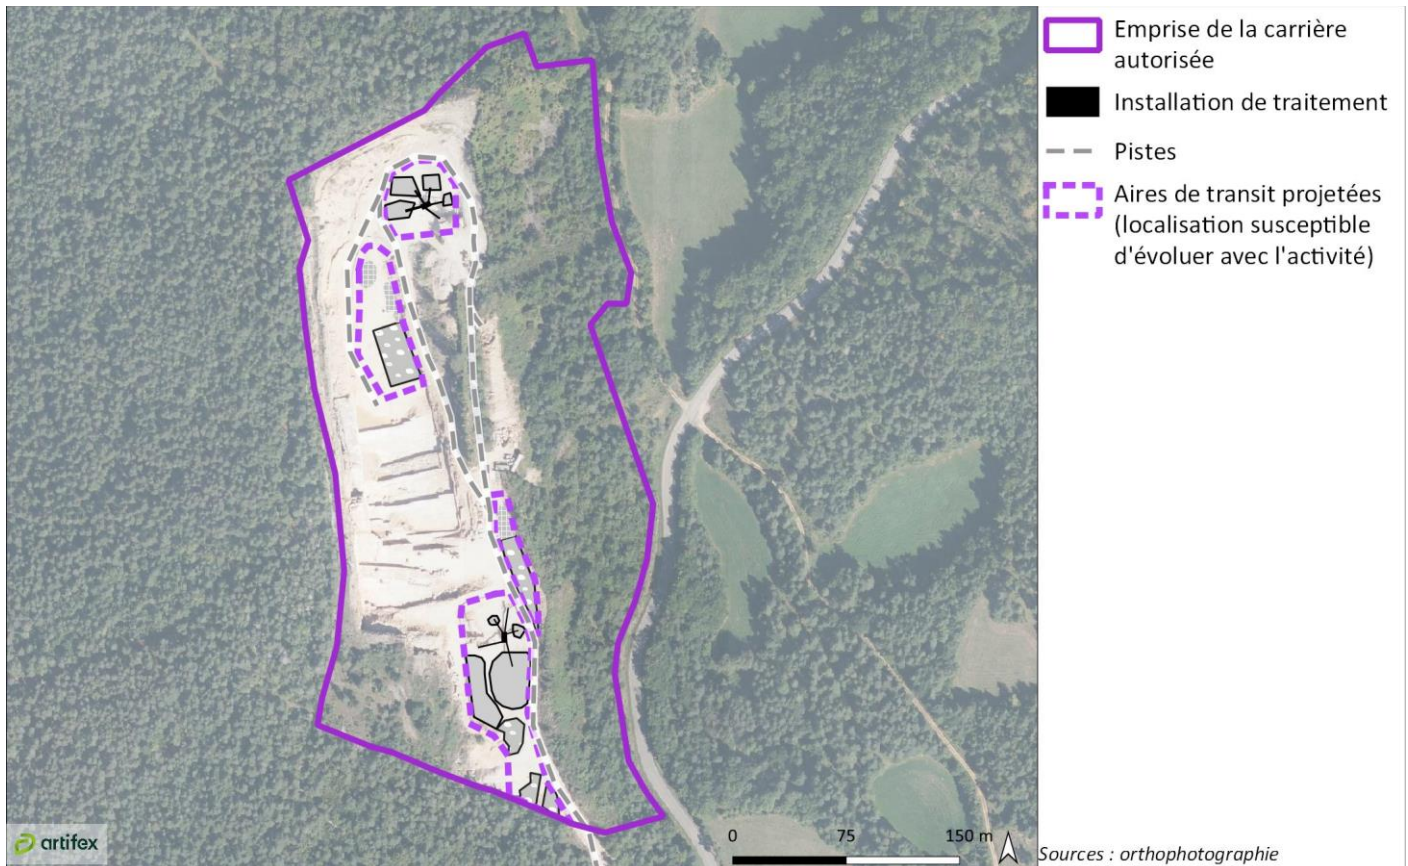 Emprise de la carrière
autorisée
Installation de traitement
Pistes
Aires de transit projetées
(localisation susceptible
d'évoluer avec l'activité)
artifex
0 75 150 m
Sources : orthophotographie